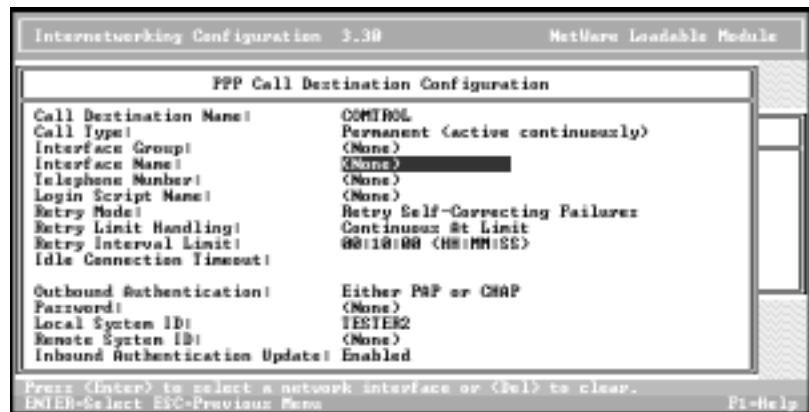 Internetworking Configuration 3.30 NetWare Loadable Module
PPP Call Destination Configuration
Call Destination Name: COMTROL
Call Type: Permanent (active continuously)
Interface Group: (None)
Interface Name: (None)
Telephone Number: (None)
Login Script Name: (None)
Retry Mode: Retry Self-Correcting Failures
Retry Limit Handling: Continuous At Limit
Retry Interval Limit: 00:10:00 (HH:MM:SS)
Idle Connection Timeout:
Outbound Authentication: Either PAP or CHAP
Password: (None)
Local System ID: TESTER2
Remote System ID: (None)
Inbound Authentication Update: Enabled
Press <Enter> to select a network interface or <Del> to clear.
ENTER=Select ESC=Previous Menu F1=Help